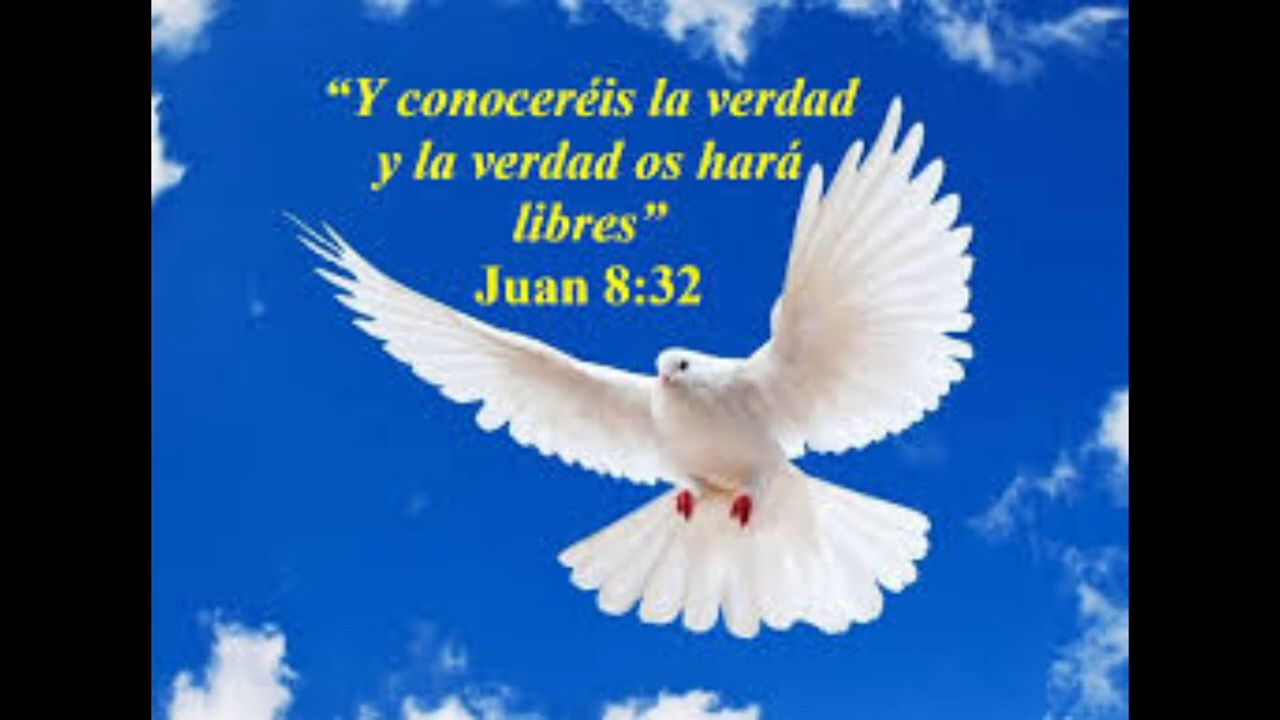 “Y conoceréis la verdad
y la verdad os hará
libres”
Juan 8:32